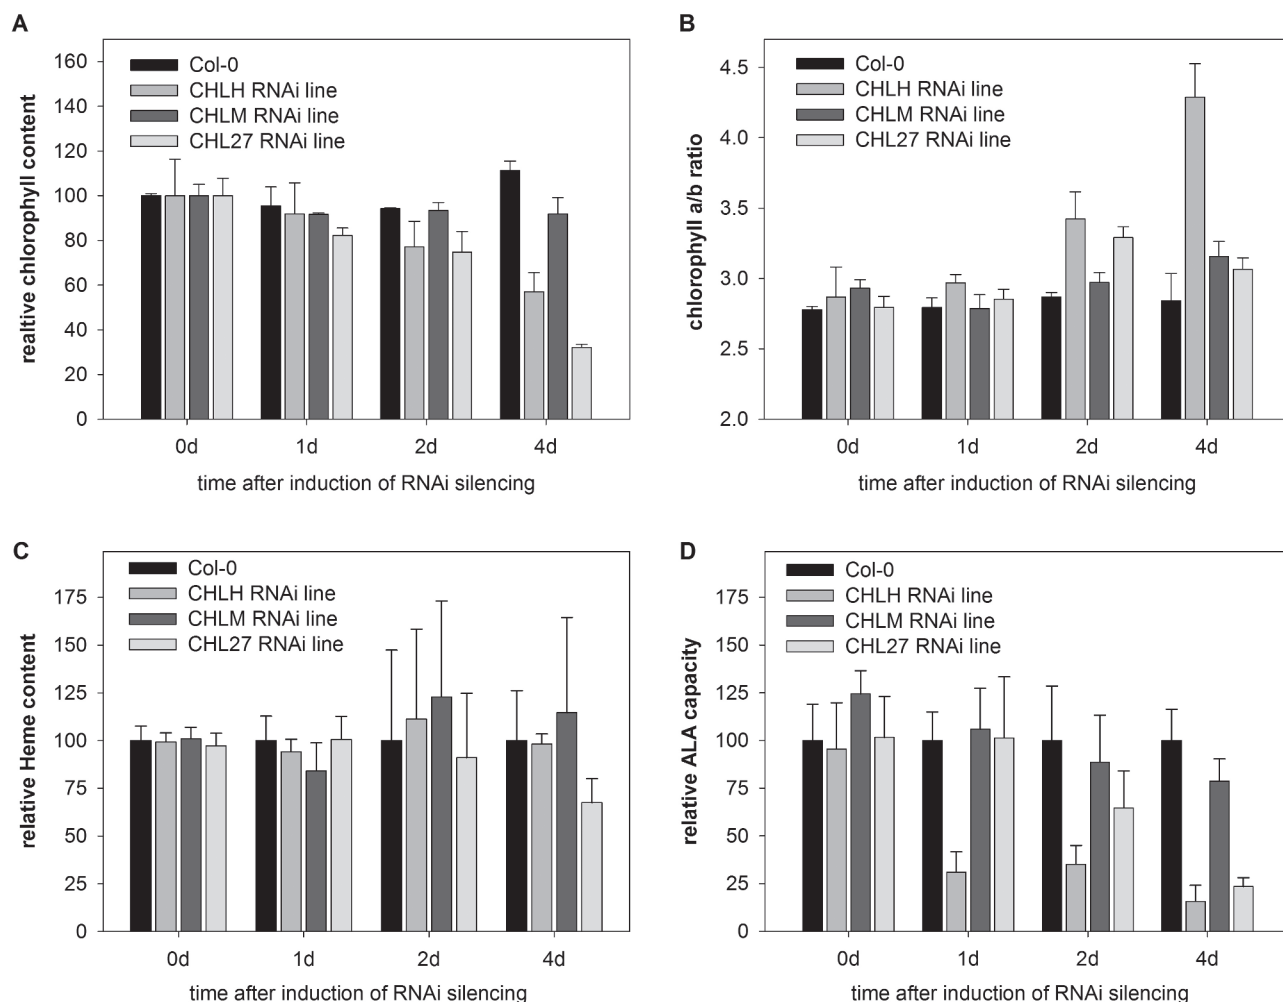 A
realtive chlorophyll content
160
140
120
100
80
60
40
20
0
Col-0
CHLH RNAi line
CHLM RNAi line
CHL27 RNAi line
0d 1d 2d 4d
time after induction of RNAi silencing
B
chlorophyll a/b ratio
4.5
4.0
3.5
3.0
2.5
2.0
Col-0
CHLH RNAi line
CHLM RNAi line
CHL27 RNAi line
0d 1d 2d 4d
time after induction of RNAi silencing
C
relative Heme content
175
150
125
100
75
50
25
0
Col-0
CHLH RNAi line
CHLM RNAi line
CHL27 RNAi line
0d 1d 2d 4d
time after induction of RNAi silencing
D
relative ALA capacity
175
150
125
100
75
50
25
0
Col-0
CHLH RNAi line
CHLM RNAi line
CHL27 RNAi line
0d 1d 2d 4d
time after induction of RNAi silencing